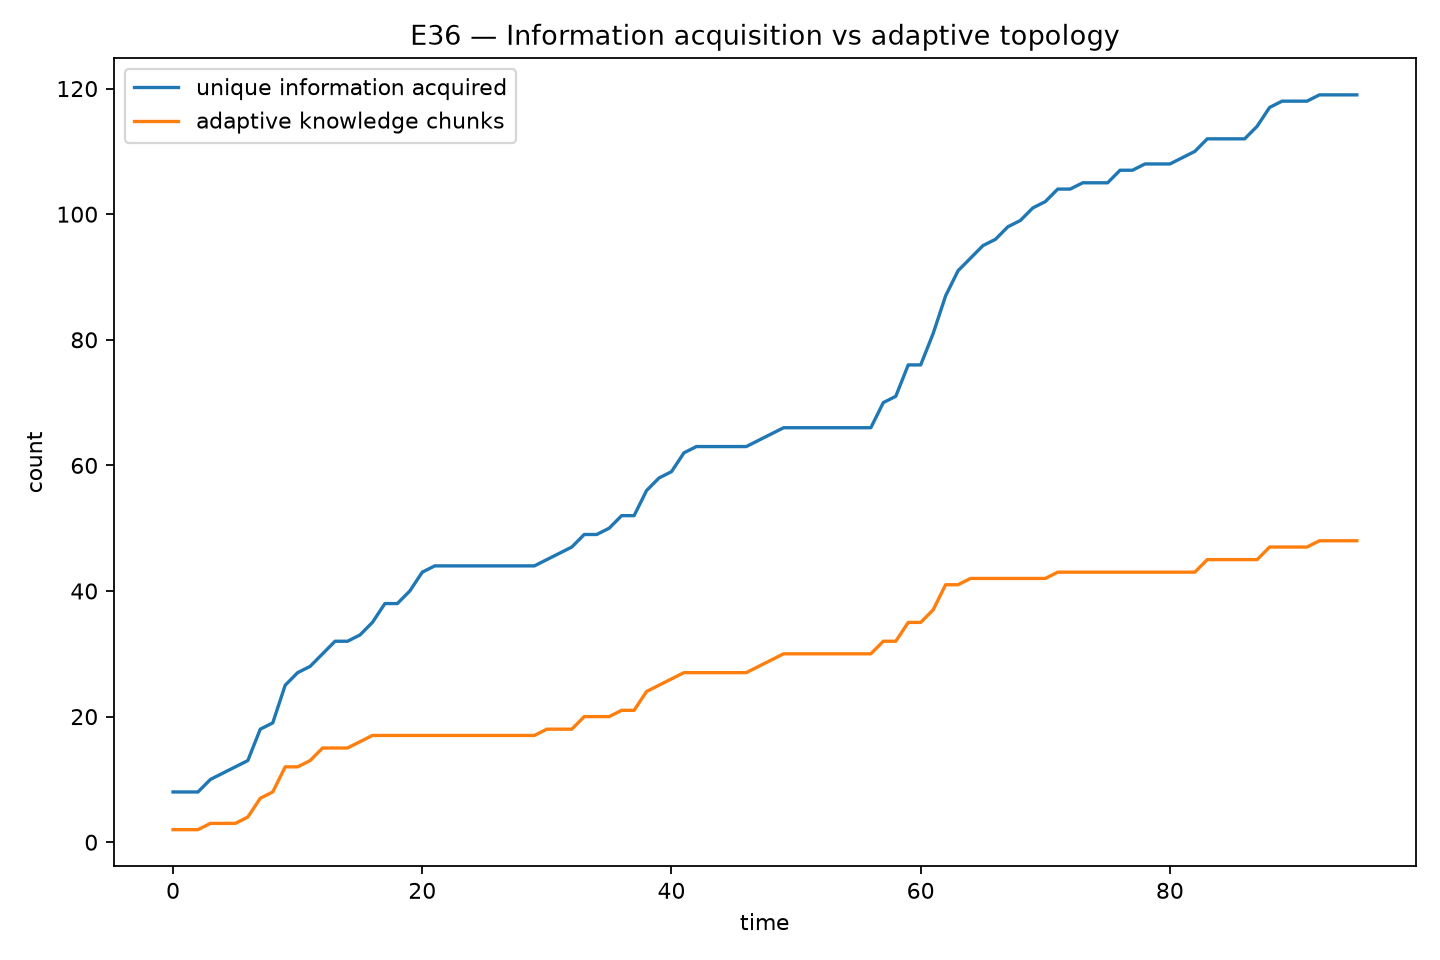 E36 — Information acquisition vs adaptive topology
unique information acquired
adaptive knowledge chunks
120
100
80
60
40
20
0
count
0 20 40 60 80
time